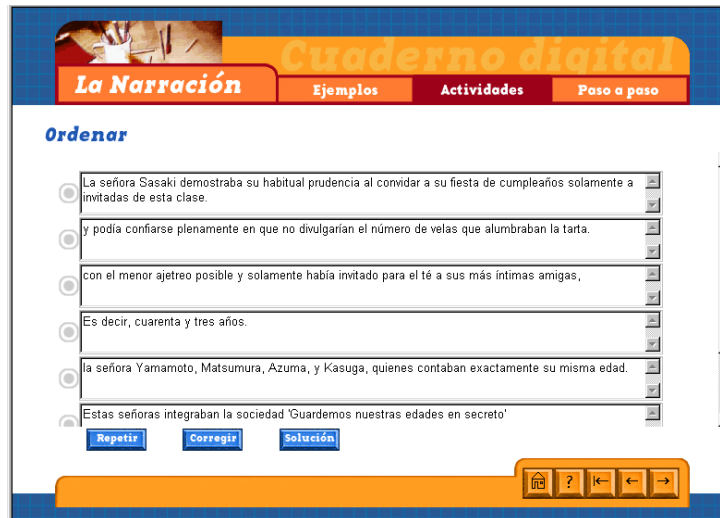 Cuaderno digital
La Narración
Ejemplos
Actividades
Paso a paso
Ordenar
La señora Sasaki demostraba su habitual prudencia al convidar a su fiesta de cumpleaños solamente a
invitadas de esta clase.
y podía confiarse plenamente en que no divulgarían el número de velas que alumbraban la tarta.
con el menor ajetreo posible y solamente había invitado para el té a sus más íntimas amigas,
Es decir, cuarenta y tres años.
la señora Yamamoto, Matsumura, Azuma, y Kasuga, quienes contaban exactamente su misma edad.
Estas señoras integraban la sociedad 'Guardemos nuestras edades en secreto'
Repetir
Corregir
Solución
?